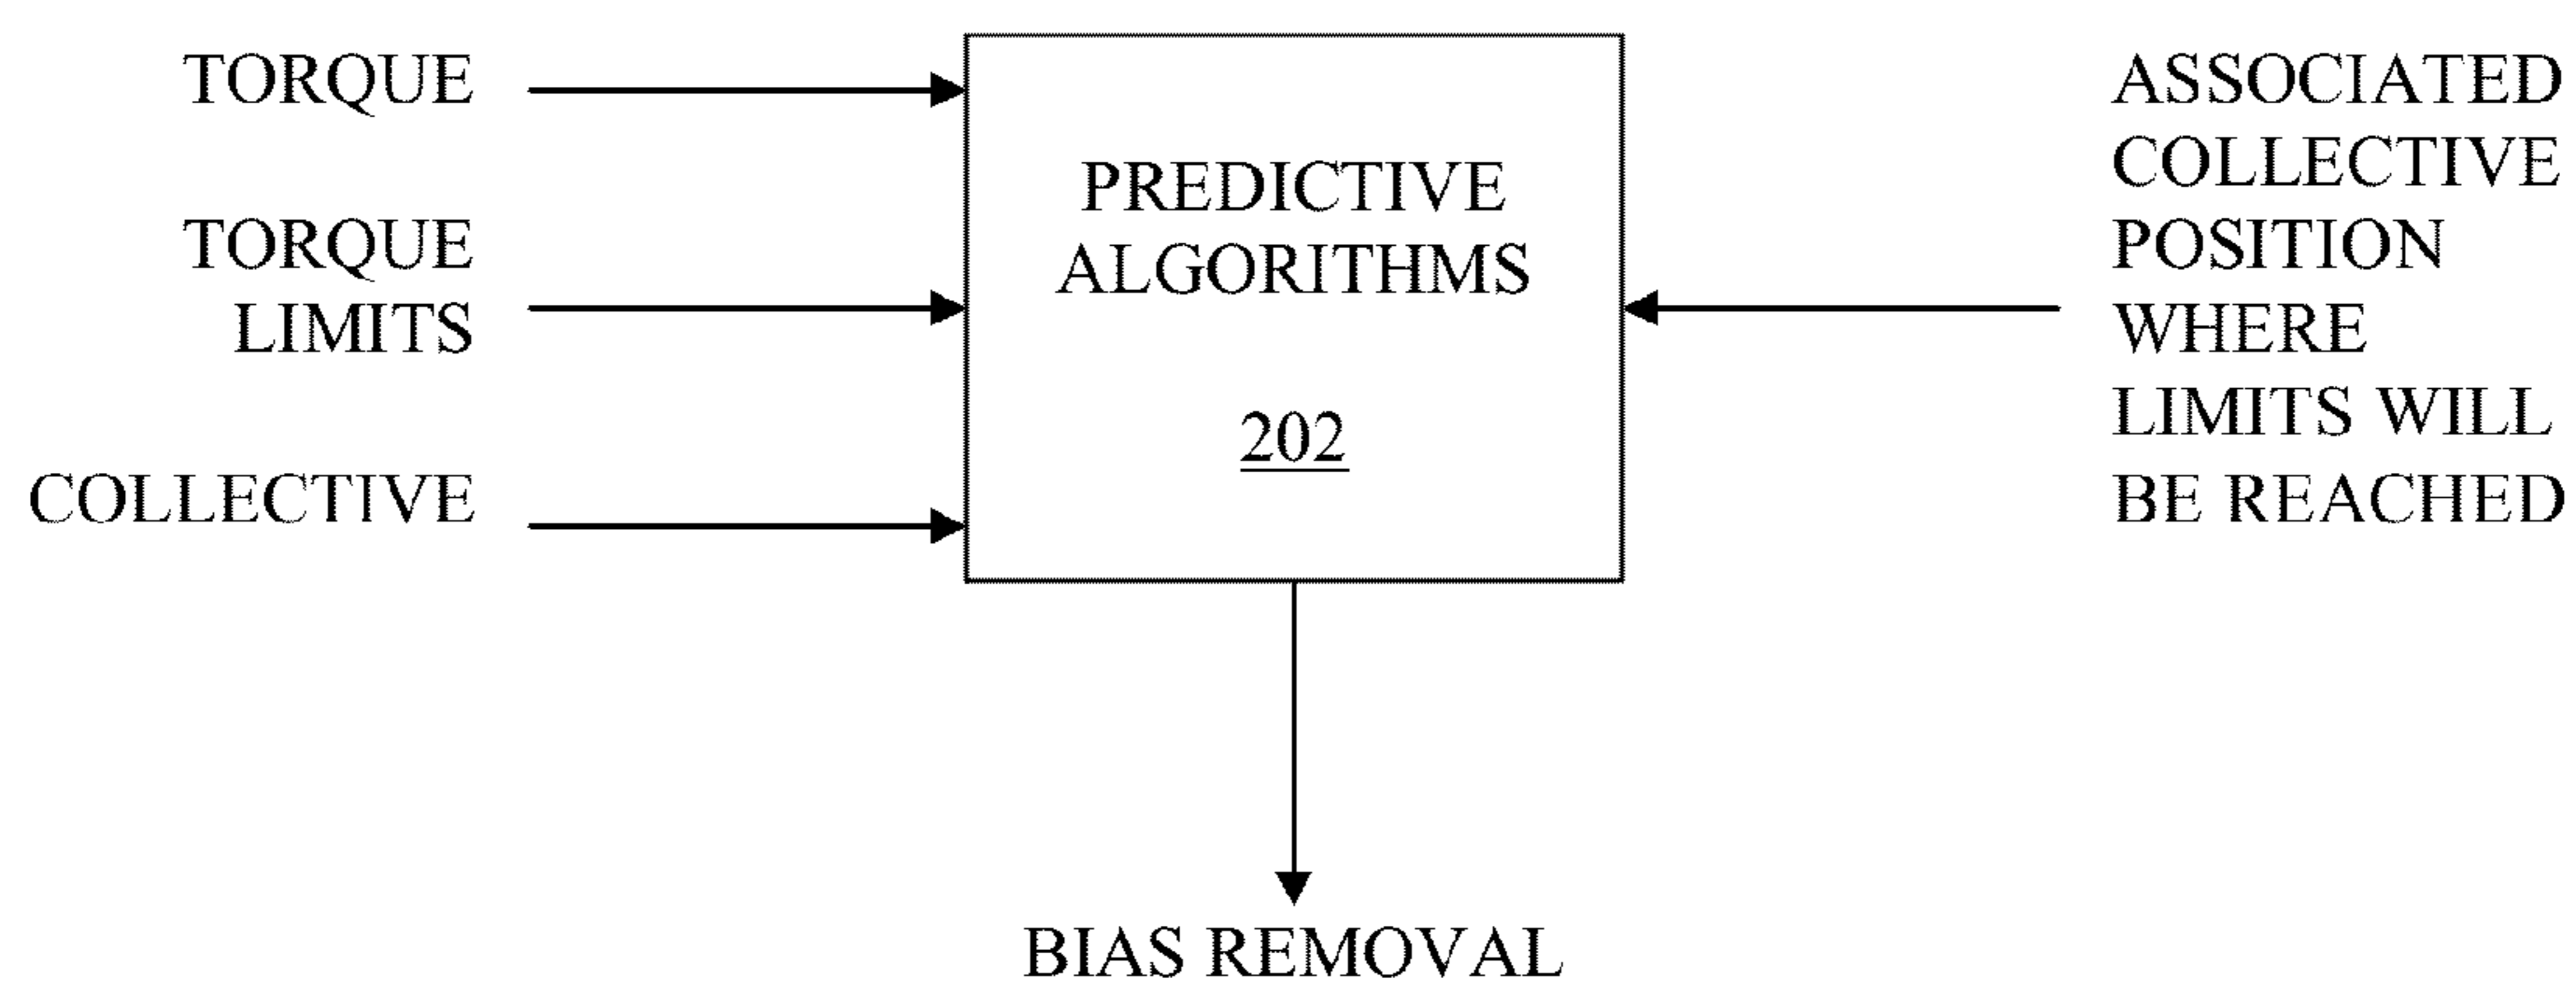 TORQUE
TORQUE
LIMITS
COLLECTIVE
PREDICTIVE
ALGORITHMS
202
ASSOCIATED
COLLECTIVE
POSITION
WHERE
LIMITS WILL
BE REACHED
BIAS REMOVAL